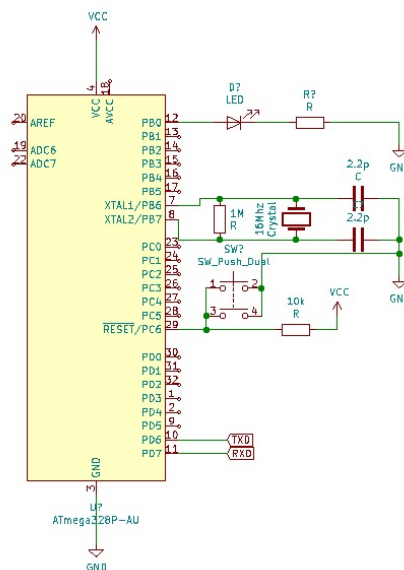 VCC
4
18
VCC
AVCC
20 AREF
19 ADC6
22 ADC7
PB0 12
PB1 13
PB2 14
PB3 15
PB4 16
PB5 17
XTAL1/PB6 7
XTAL2/PB7 8
PC0 23
PC1 24
PC2 25
PC3 26
PC4 27
PC5 28
RESET/PC6 29
PD0 30
PD1 31
PD2 32
PD3 1
PD4 2
PD5 9
PD6 10
PD7 11
GND
3
U?
ATmega328P-AU
GND
D?
LED
R?
R
GN
1M
R
16Mhz
Crystal
2.2p
C
2.2p
GN
SW?
SW_Push_Dual
1 2
3 4
10k
R
VCC
TXD
RXD